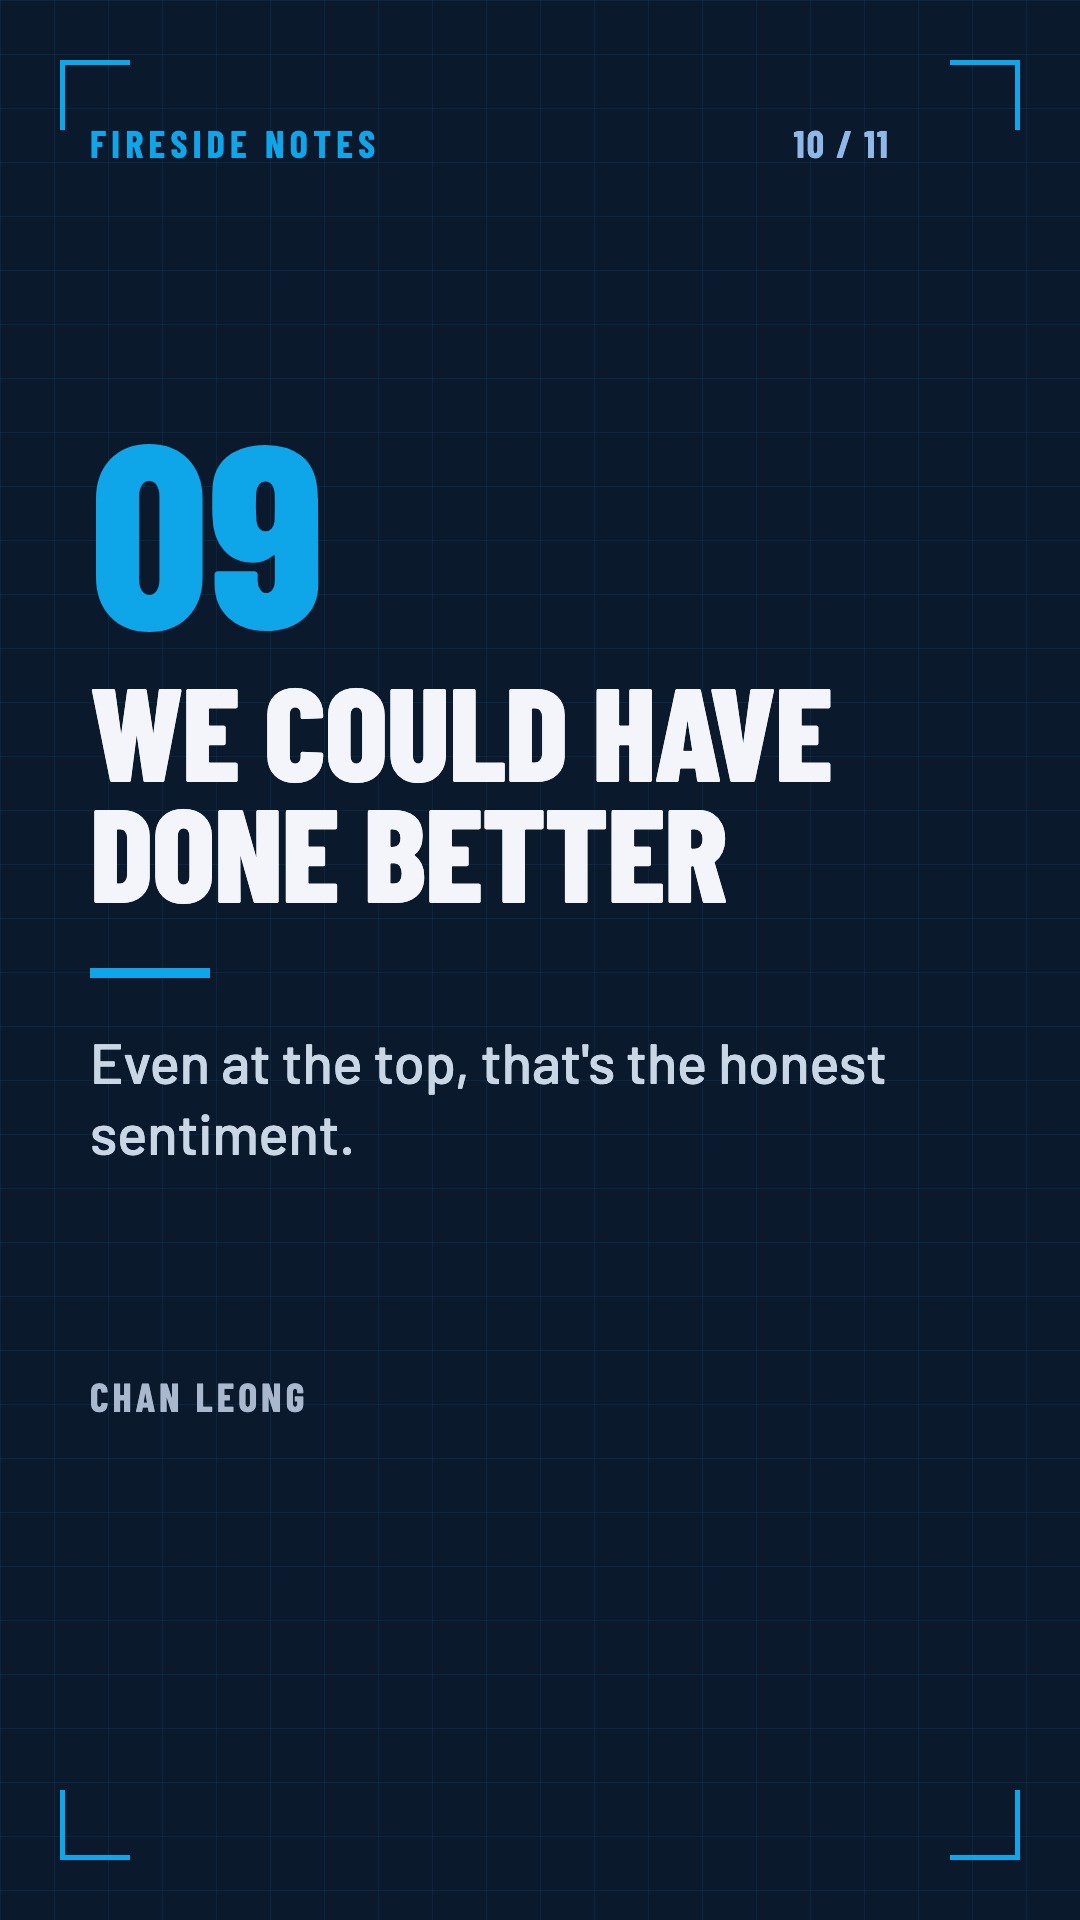 FIRESIDE NOTES
10 / 11
09
WE COULD HAVE
DONE BETTER
Even at the top, that's the honest
sentiment.
CHAN LEONG